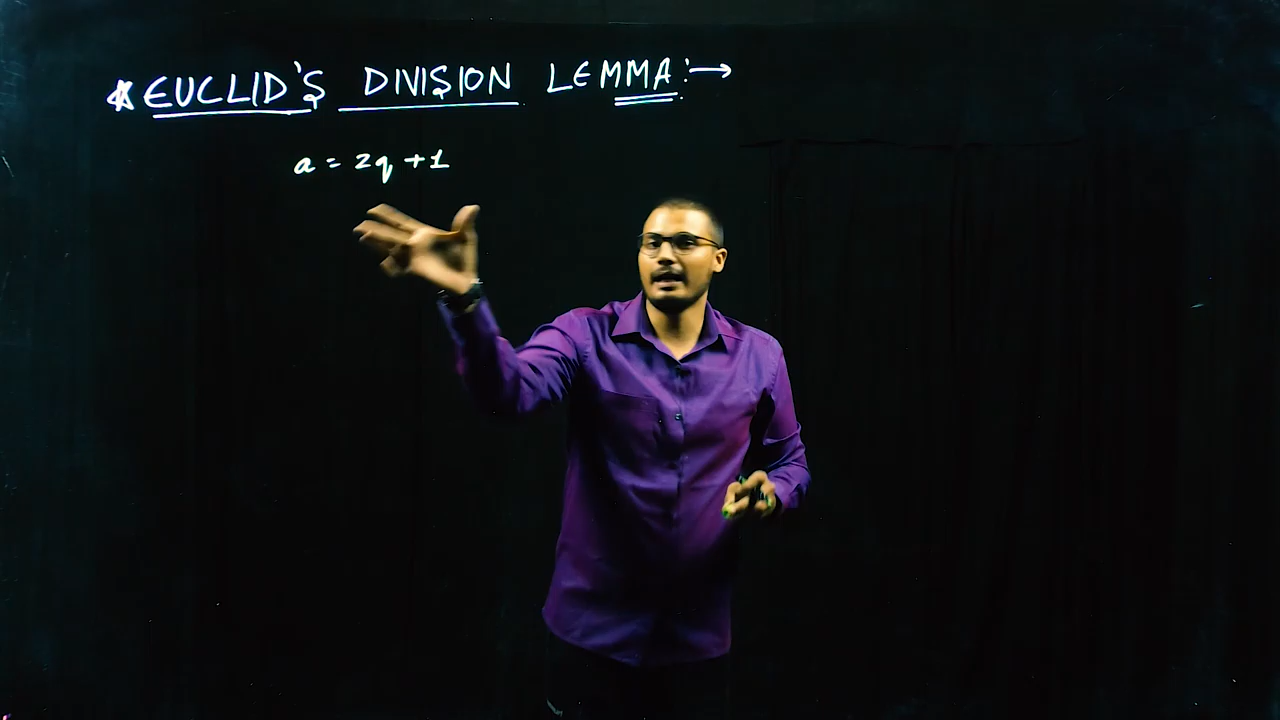 * EUCLID'S DIVISION LEMMA :→
a = 2q + 1